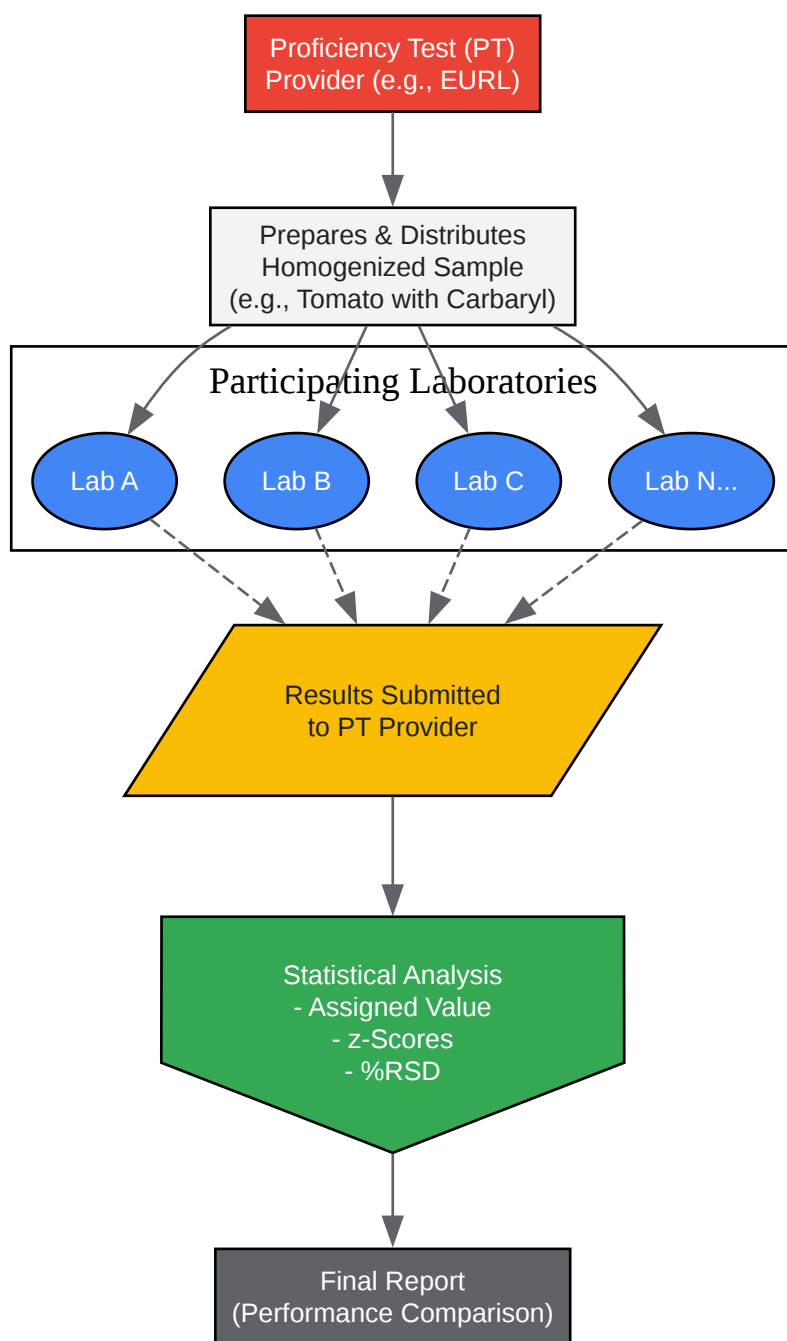 Proficiency Test (PT)
Provider (e.g., EURL)
Prepares & Distributes
Homogenized Sample
(e.g., Tomato with Carbaryl)
Participating Laboratories
Lab A
Lab B
Lab C
Lab N...
Results Submitted
to PT Provider
Statistical Analysis
- Assigned Value
- z-Scores
- %RSD
Final Report
(Performance Comparison)